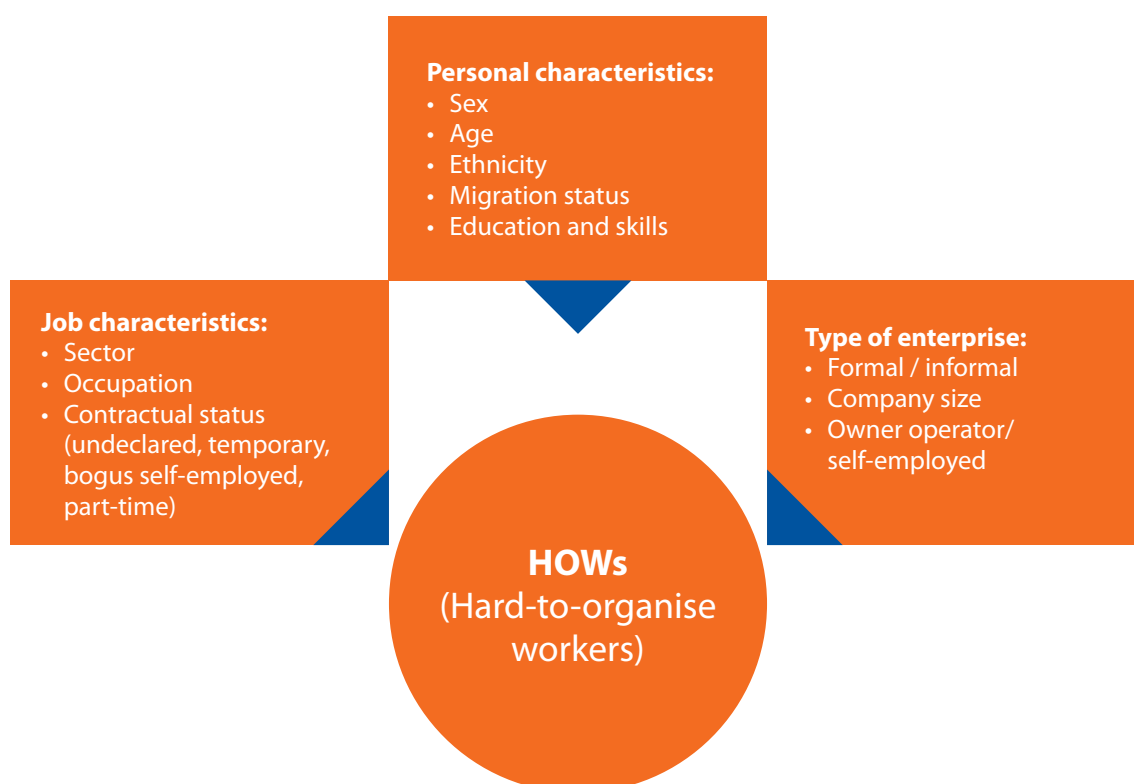 Personal characteristics:
• Sex
• Age
• Ethnicity
• Migration status
• Education and skills
Job characteristics:
• Sector
• Occupation
• Contractual status
(undeclared, temporary,
bogus self-employed,
part-time)
Type of enterprise:
• Formal / informal
• Company size
• Owner operator/
self-employed
HOWs
(Hard-to-organise
workers)